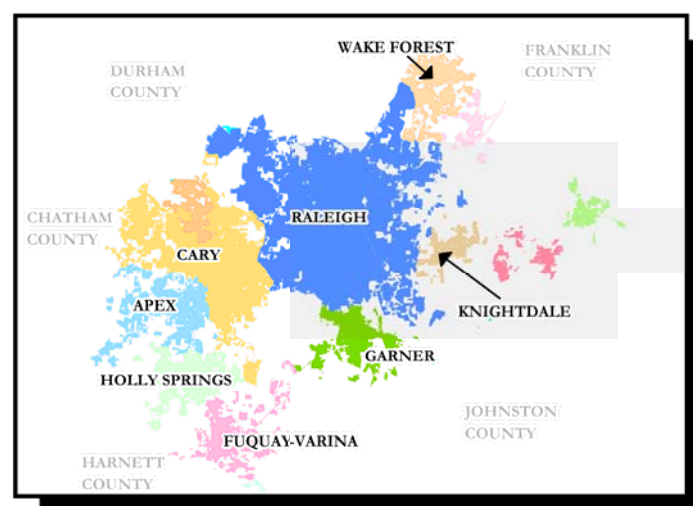 WAKE FOREST
FRANKLIN
COUNTY
DURHAM
COUNTY
RALEIGH
CHATHAM
COUNTY
CARY
APEX
KNIGHTDALE
GARNER
HOLLY SPRINGS
JOHNSTON
COUNTY
FUQUAY-VARINA
HARNETT
COUNTY